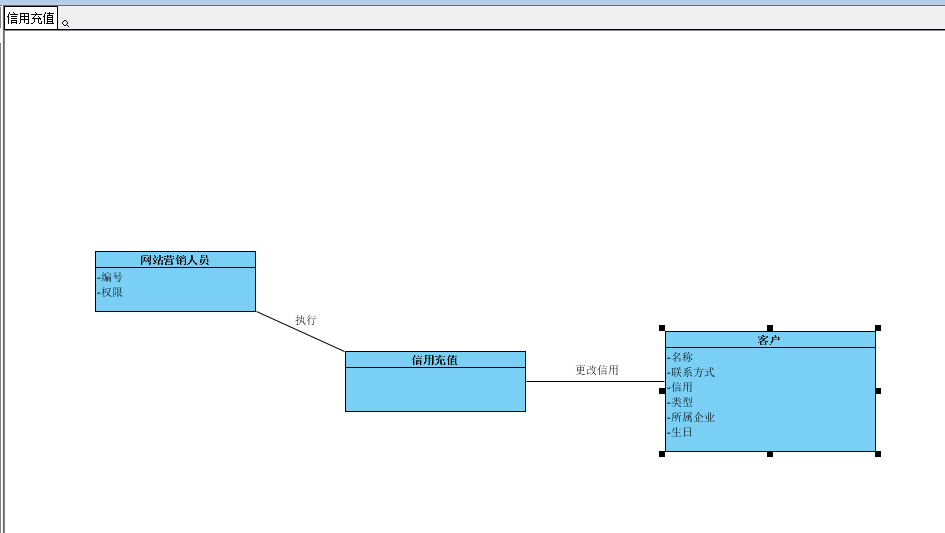 信用充值
网站营销人员
-编号
-权限
执行
信用充值
更改信用
客户
-名称
-联系方式
-信用
-类型
-所属企业
-生日